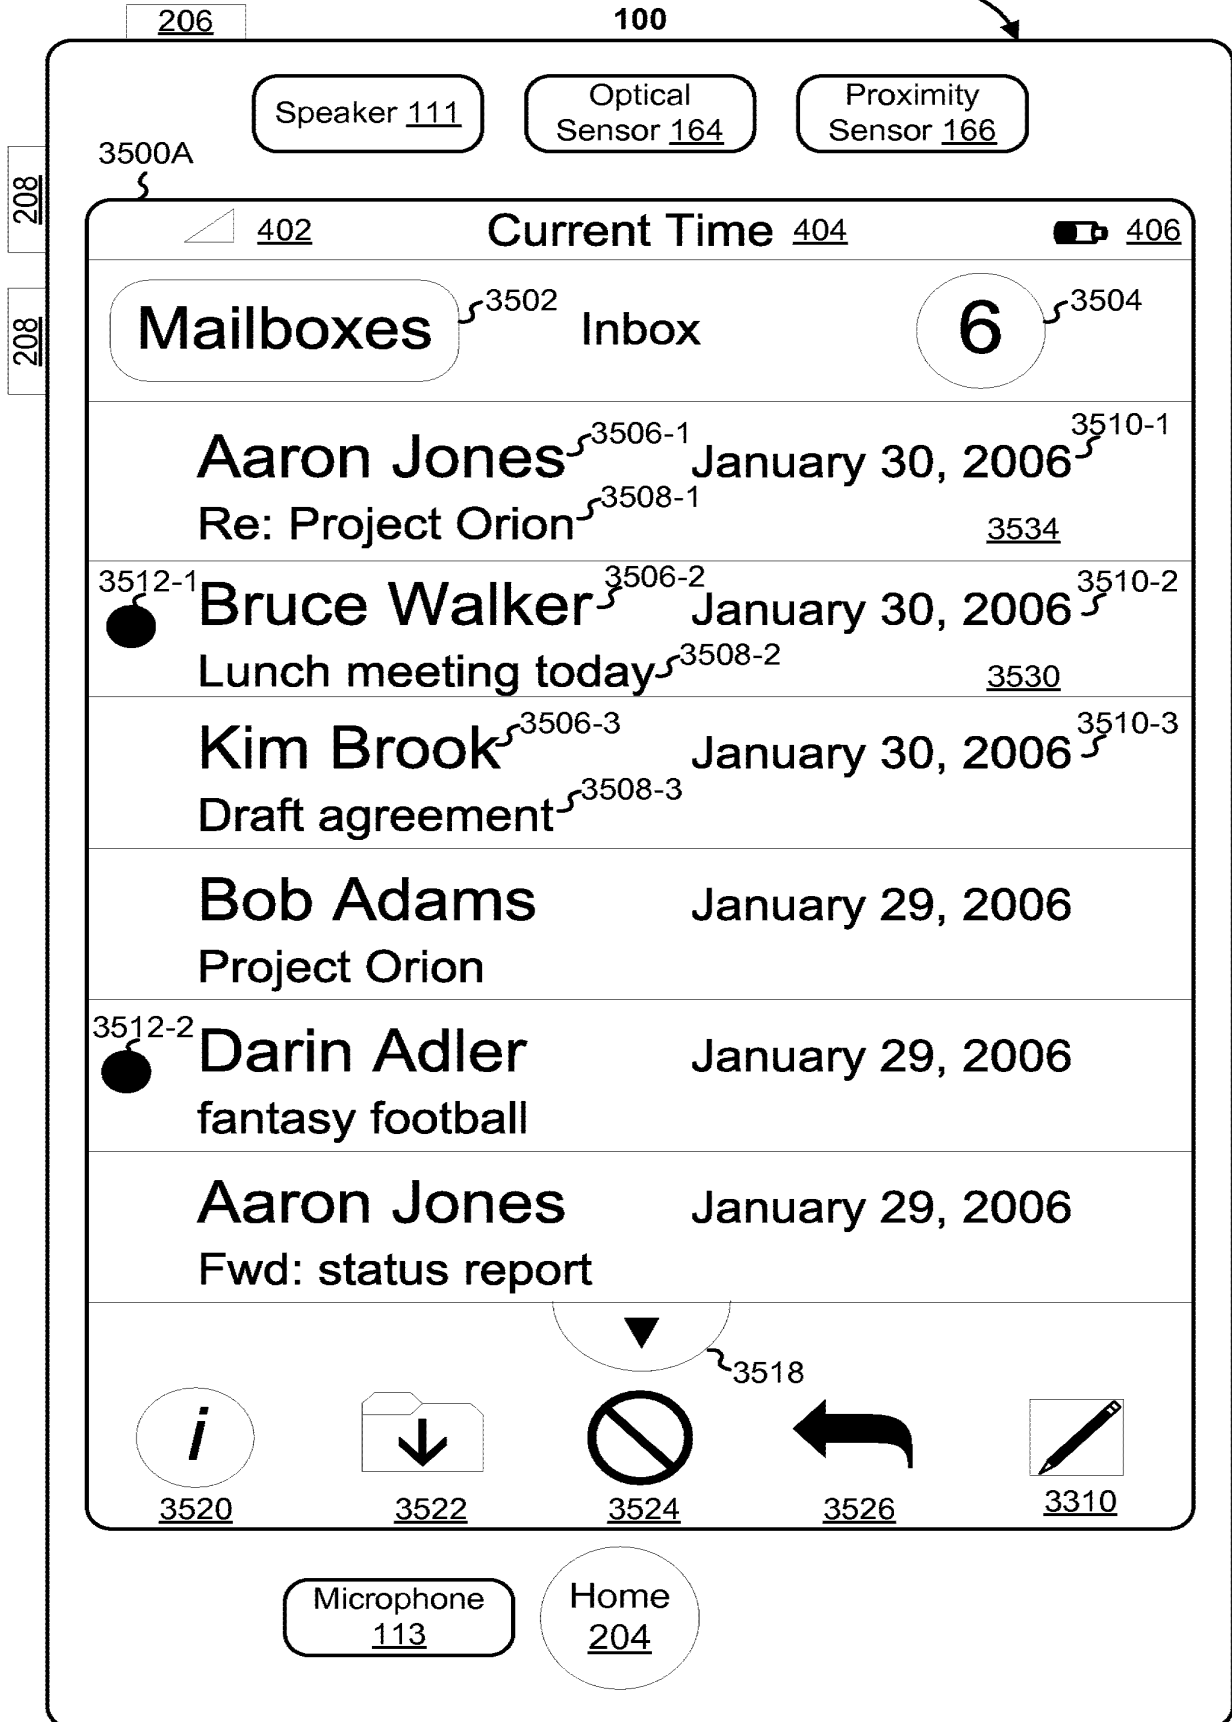 206
100
Speaker 111
Optical
Sensor 164
Proximity
Sensor 166
3500A
208
402
Current Time 404
406
208
Mailboxes
3502
Inbox
6
3504
Aaron Jones
3506-1
January 30, 2006
3510-1
Re: Project Orion
3508-1
3534
3512-1
Bruce Walker
3506-2
January 30, 2006
3510-2
Lunch meeting today
3508-2
3530
Kim Brook
3506-3
January 30, 2006
3510-3
Draft agreement
3508-3
Bob Adams
January 29, 2006
Project Orion
3512-2
Darin Adler
January 29, 2006
fantasy football
Aaron Jones
January 29, 2006
Fwd: status report
3518
i
3520
3522
3524
3526
3310
Microphone
113
Home
204